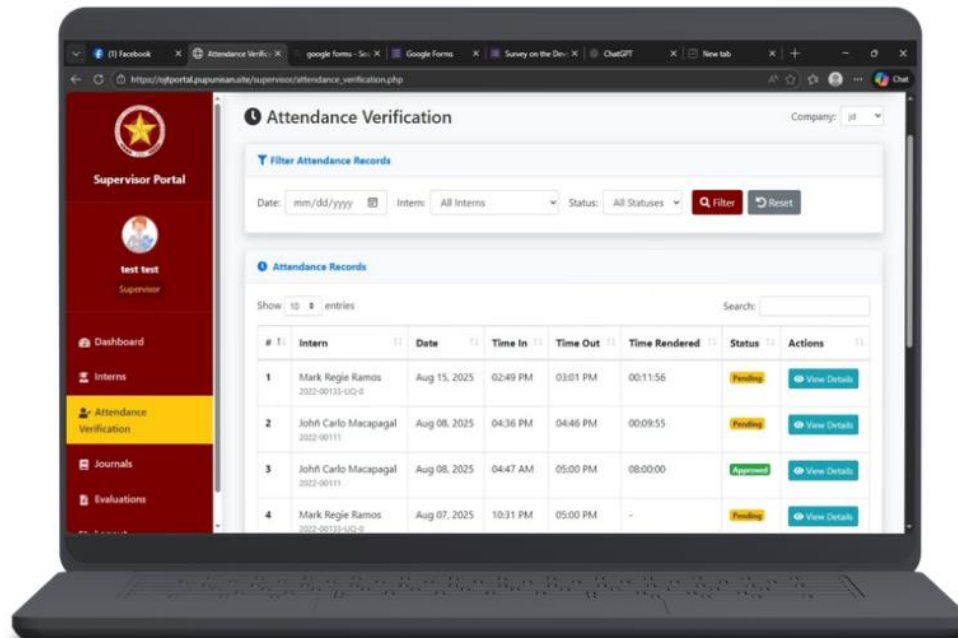 (1) Facebook
Attendance Verific
google forms - Se
Google Forms
Survey on the Dev
ChatGPT
New tab
https://ojtportal.pupunisan.site/supervisor/attendance_verification.php
Chat
Supervisor Portal
test test
Supervisor
Dashboard
Interns
Attendance
Verification
Journals
Evaluations
Attendance Verification
Company: jd
Filter Attendance Records
Date: mm/dd/yyyy Intern: All Interns Status: All Statuses Filter Reset
Attendance Records
Show 10 entries Search:
# Intern Date Time In Time Out Time Rendered Status Actions
1 Mark Regie Ramos Aug 15, 2025 02:49 PM 03:01 PM 00:11:56 Pending View Details
2022-00133-UQ-0
2 Johñ Carlo Macapagal Aug 08, 2025 04:36 PM 04:46 PM 00:09:55 Pending View Details
2022-00111
3 Johñ Carlo Macapagal Aug 08, 2025 04:47 AM 05:00 PM 08:00:00 Approved View Details
2022-00111
4 Mark Regie Ramos Aug 07, 2025 10:31 PM 05:00 PM - Pending View Details
2022-00133-UQ-0